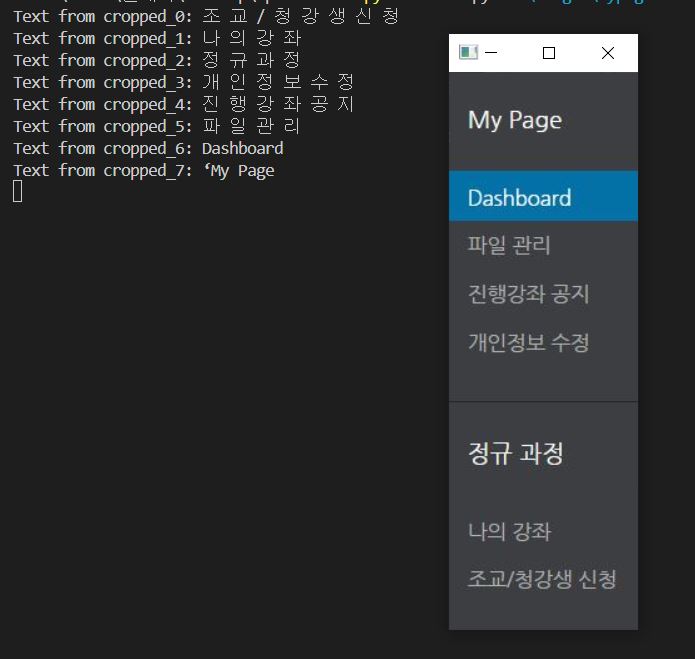 Text from cropped_0: 조 교 / 청 강 생 신 청
Text from cropped_1: 나 의 강 좌
Text from cropped_2: 정 규 과 정
Text from cropped_3: 개 인 정 보 수 정
Text from cropped_4: 진 행 강 좌 공 지
Text from cropped_5: 파 일 관 리
Text from cropped_6: Dashboard
Text from cropped_7: ‘My Page
My Page
Dashboard
파일 관리
진행강좌 공지
개인정보 수정
정규 과정
나의 강좌
조교/청강생 신청